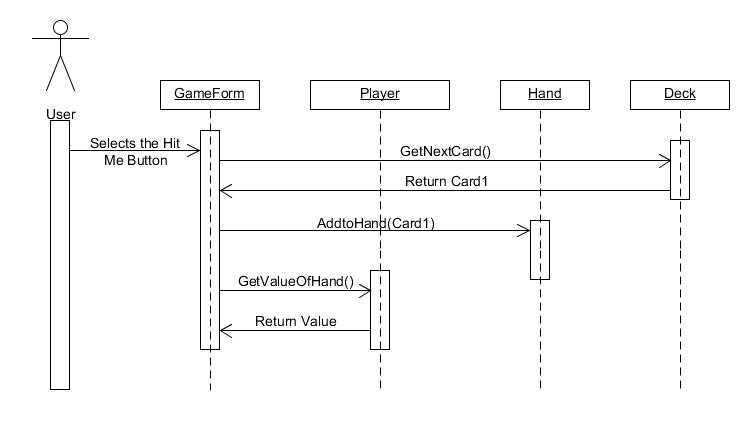 GameForm
Player
Hand
Deck
User
Selects the Hit
Me Button
GetNextCard()
Return Card1
AddtoHand(Card1)
GetValueOfHand()
Return Value